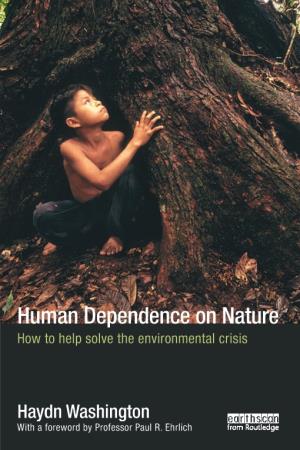 Human Dependence on Nature
How to help solve the environmental crisis
Haydn Washington
With a foreword by Professor Paul R. Ehrlich
earthscan
from Routledge